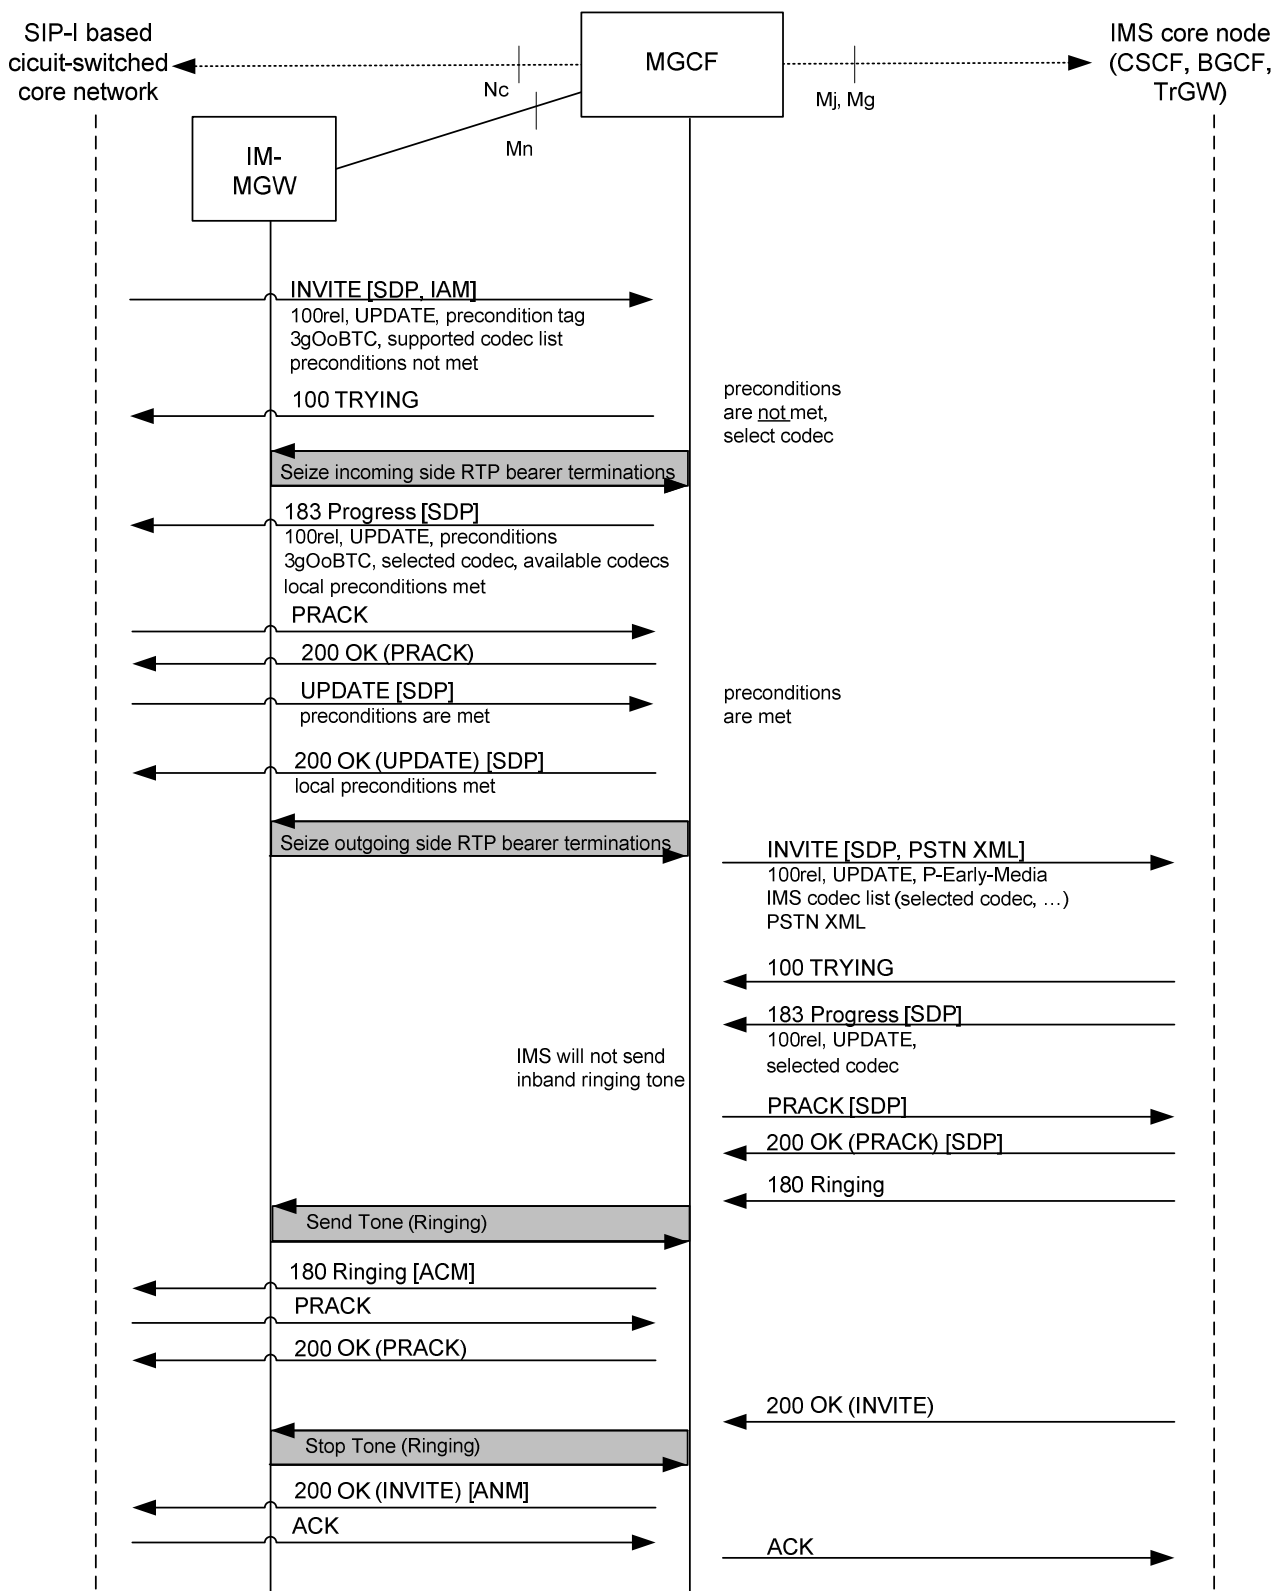 SIP-I based
cicuit-switched
core network
Nc
MGCF
Mj, Mg
IMS core node
(CSCF, BGCF,
TrGW)
Mn
IM-
MGW
INVITE [SDP, IAM]
100rel, UPDATE, precondition tag
3gOoBTC, supported codec list
preconditions not met
100 TRYING
preconditions
are not met,
select codec
Seize incoming side RTP bearer terminations
183 Progress [SDP]
100rel, UPDATE, preconditions
3gOoBTC, selected codec, available codecs
local preconditions met
PRACK
200 OK (PRACK)
UPDATE [SDP]
preconditions are met
preconditions
are met
200 OK (UPDATE) [SDP]
local preconditions met
Seize outgoing side RTP bearer terminations
INVITE [SDP, PSTN XML]
100rel, UPDATE, P-Early-Media
IMS codec list (selected codec, …)
PSTN XML
100 TRYING
183 Progress [SDP]
100rel, UPDATE,
selected codec
IMS will not send
inband ringing tone
PRACK [SDP]
200 OK (PRACK) [SDP]
180 Ringing
Send Tone (Ringing)
180 Ringing [ACM]
PRACK
200 OK (PRACK)
200 OK (INVITE)
Stop Tone (Ringing)
200 OK (INVITE) [ANM]
ACK
ACK